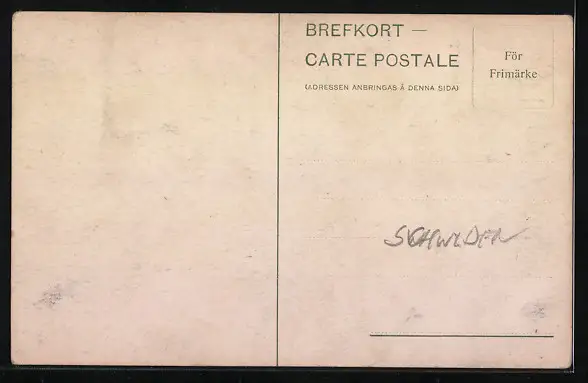 BREFKORT —
CARTE POSTALE
(ADRESSEN ANBRINGAS Å DENNA SIDA)
För
Frimärke
SCHWEDEN